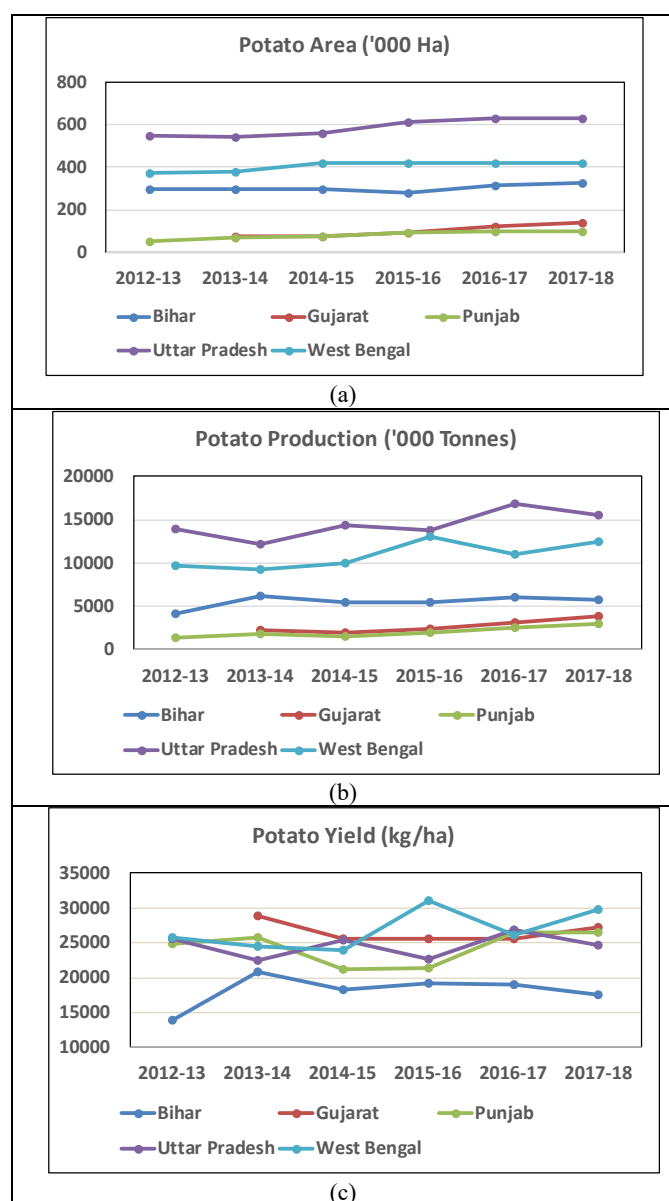 Potato Area ('000 Ha)
800
600
400
200
0
2012-13 2013-14 2014-15 2015-16 2016-17 2017-18
Bihar Gujarat Punjab
Uttar Pradesh West Bengal
(a)
Potato Production ('000 Tonnes)
20000
15000
10000
5000
0
2012-13 2013-14 2014-15 2015-16 2016-17 2017-18
Bihar Gujarat Punjab
Uttar Pradesh West Bengal
(b)
Potato Yield (kg/ha)
35000
30000
25000
20000
15000
10000
2012-13 2013-14 2014-15 2015-16 2016-17 2017-18
Bihar Gujarat Punjab
Uttar Pradesh West Bengal
(c)